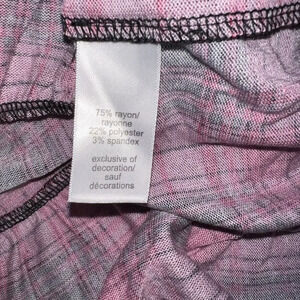 75% rayon/
rayonne
22% polyester
3% spandex
exclusive of
decoration/
sauf
décorations